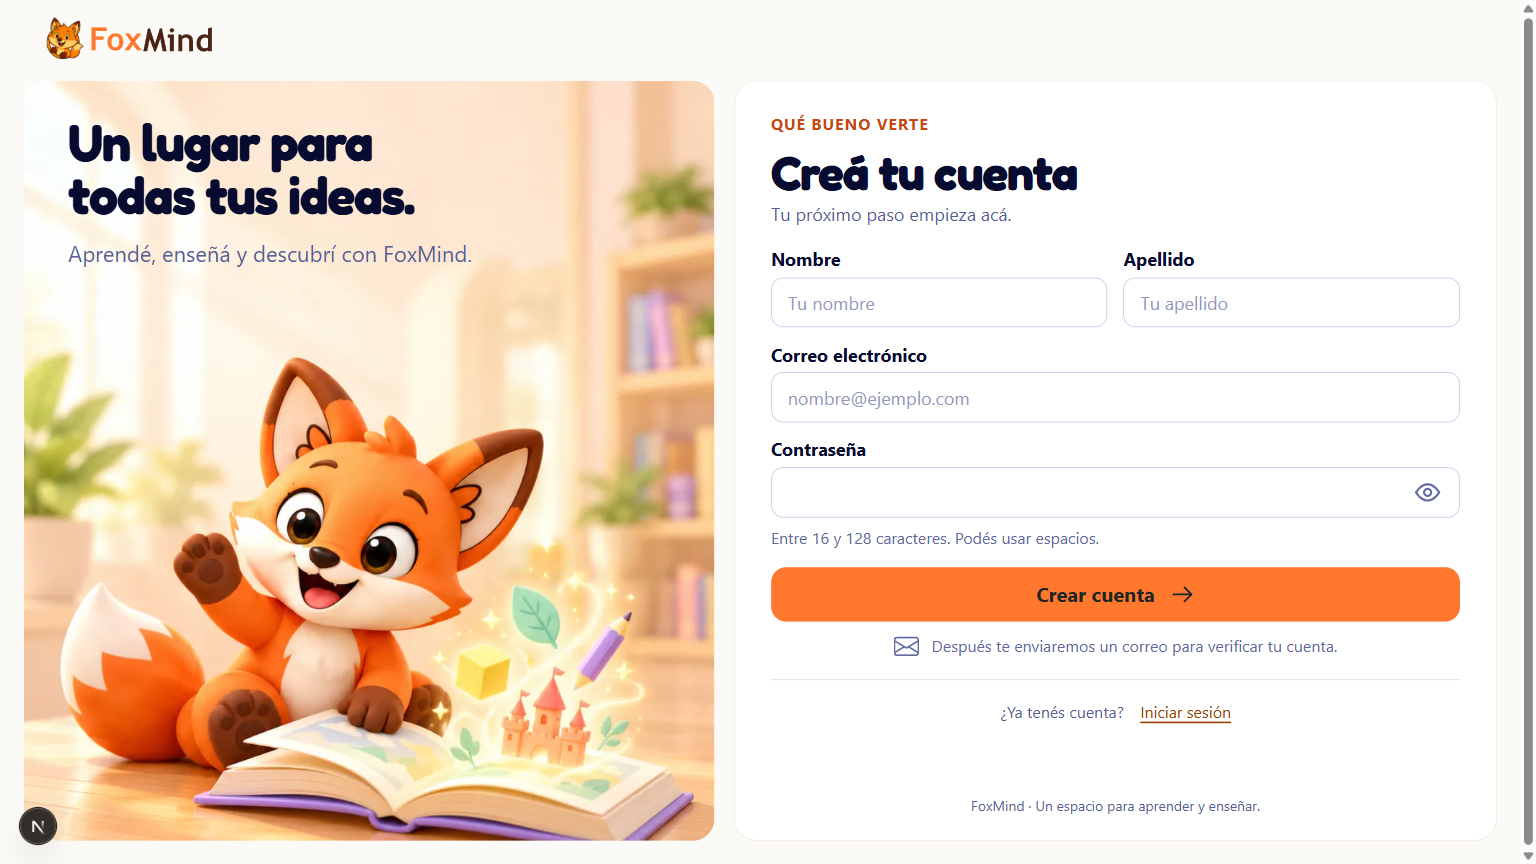 FoxMind
Un lugar para
todas tus ideas.
Aprendé, enseñá y descubrí con FoxMind.
QUÉ BUENO VERTE
Creá tu cuenta
Tu próximo paso empieza acá.
Nombre
Apellido
Tu nombre
Tu apellido
Correo electrónico
nombre@ejemplo.com
Contraseña
Entre 16 y 128 caracteres. Podés usar espacios.
Crear cuenta →
Después te enviaremos un correo para verificar tu cuenta.
¿Ya tenés cuenta? Iniciar sesión
FoxMind · Un espacio para aprender y enseñar.
N